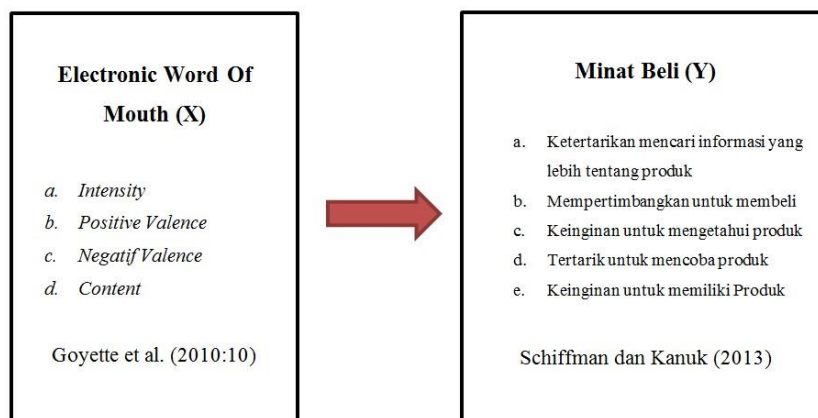 Electronic Word Of
Mouth (X)
a. Intensity
b. Positive Valence
c. Negatif Valence
d. Content
Goyette et al. (2010:10)
Minat Beli (Y)
a. Ketertarikan mencari informasi yang
lebih tentang produk
b. Mempertimbangkan untuk membeli
c. Keinginan untuk mengetahui produk
d. Tertarik untuk mencoba produk
e. Keinginan untuk memiliki Produk
Schiffman dan Kanuk (2013)